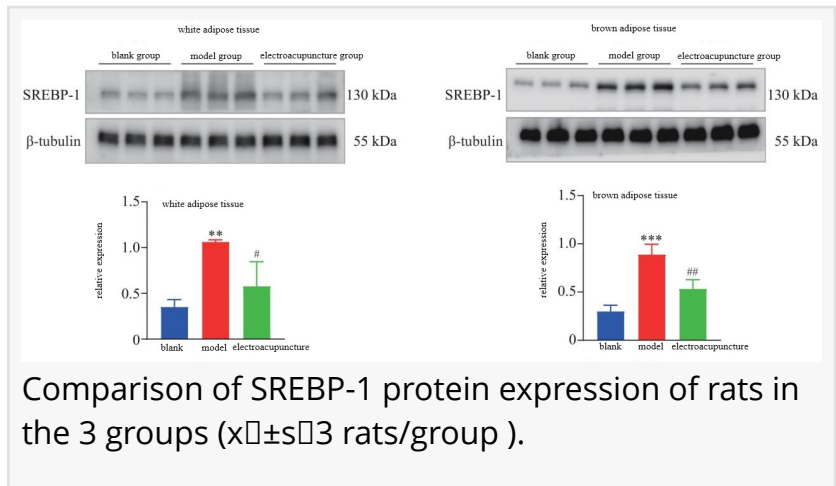 white adipose tissue
blank group model group electroacupuncture group
SREBP-1 130 kDa
β-tubulin 55 kDa
1.5 white adipose tissue
relative expression
1.0 **
#
0.5
0
blank model electroacupuncture
brown adipose tissue
blank group model group electroacupuncture group
SREBP-1 130 kDa
β-tubulin 55 kDa
1.5 brown adipose tissue
relative expression
1.0 ***
##
0.5
0
blank model electroacupuncture
Comparison of SREBP-1 protein expression of rats in
the 3 groups (x▯±s▯3 rats/group ).